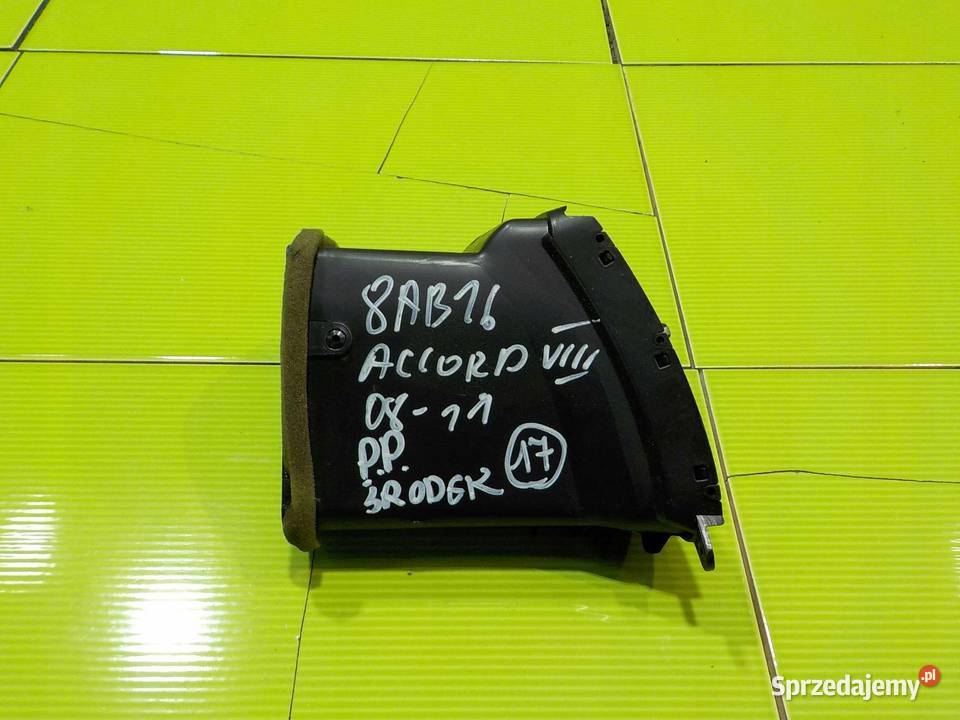 8AB16
ACCORD VIII
08-11
P.P.
ŚRODEK 17
Sprzedajemy.pl